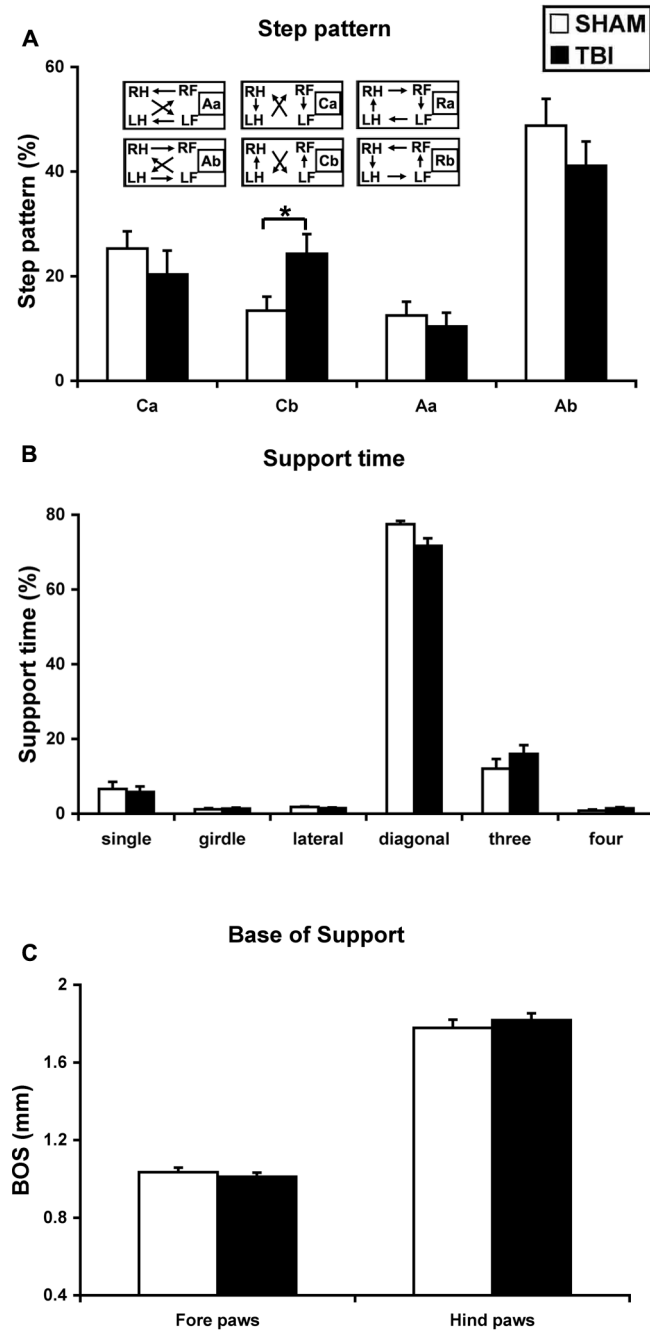 A
Step pattern
SHAM
TBI
60
40
20
0
Step pattern (%)
RH RF Aa
LH LF
RH RF
LH LF Ab
RH RF Ca
LH LF
RH RF
LH LF Cb
RH RF Ra
LH LF
RH RF
LH LF Rb
*
Ca Cb Aa Ab
B
Support time
80
60
40
20
0
Suppport time (%)
single girdle lateral diagonal three four
C
Base of Support
2
1.6
1.2
0.8
0.4
BOS (mm)
Fore paws Hind paws